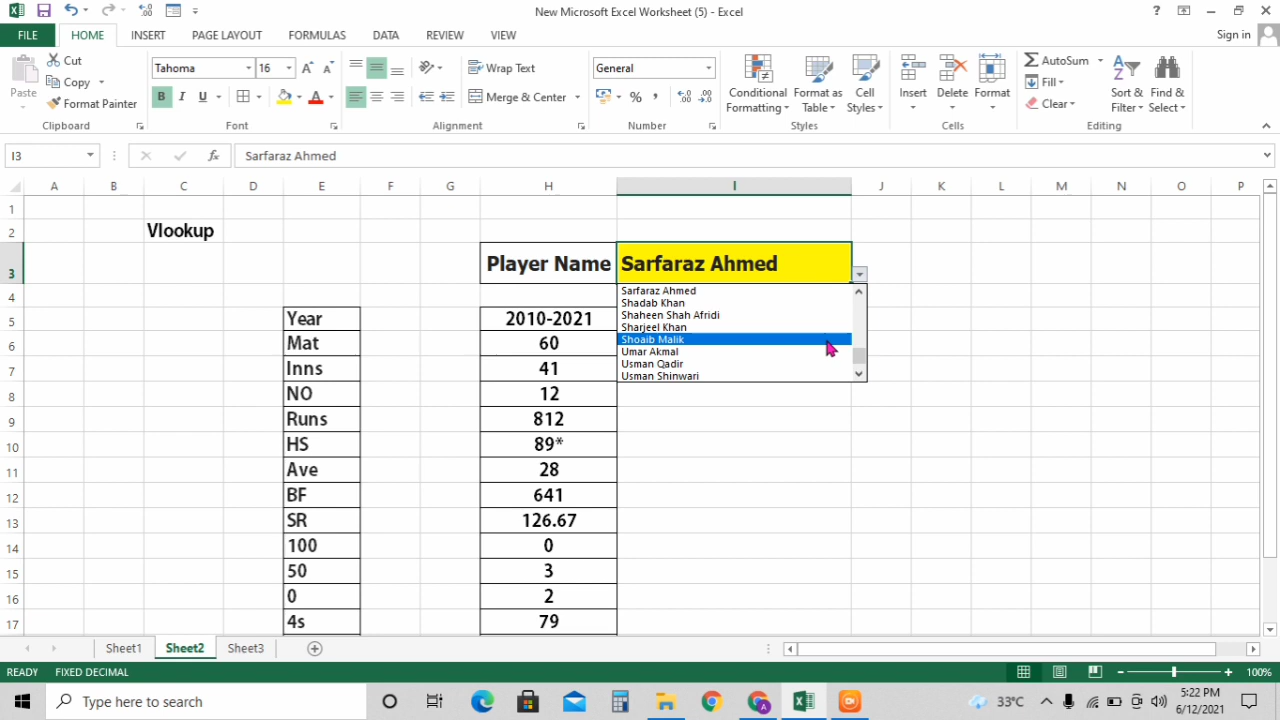 New Microsoft Excel Worksheet (5) - Excel
FILE HOME INSERT PAGE LAYOUT FORMULAS DATA REVIEW VIEW Sign in
Paste
Cut
Copy
Format Painter
Clipboard
Tahoma 16
B I U
Font
Wrap Text
Merge & Center
Alignment
General
%
Number
Conditional Formatting
Format as Table
Cell Styles
Styles
Insert Delete Format
Cells
AutoSum
Fill
Clear
Sort & Filter
Find & Select
Editing
I3 fx Sarfaraz Ahmed
A B C D E F G H I J K L M N O P
1
2 Vlookup
3 Player Name Sarfaraz Ahmed
4
5 Year 2010-2021
6 Mat 60
7 Inns 41
8 NO 12
9 Runs 812
10 HS 89*
11 Ave 28
12 BF 641
13 SR 126.67
14 100 0
15 50 3
16 0 2
17 4s 79
Sarfaraz Ahmed
Shadab Khan
Shaheen Shah Afridi
Sharjeel Khan
Shoaib Malik
Umar Akmal
Usman Qadir
Usman Shinwari
Sheet1 Sheet2 Sheet3
READY FIXED DECIMAL 100%
Type here to search
33°C
5:22 PM
6/12/2021